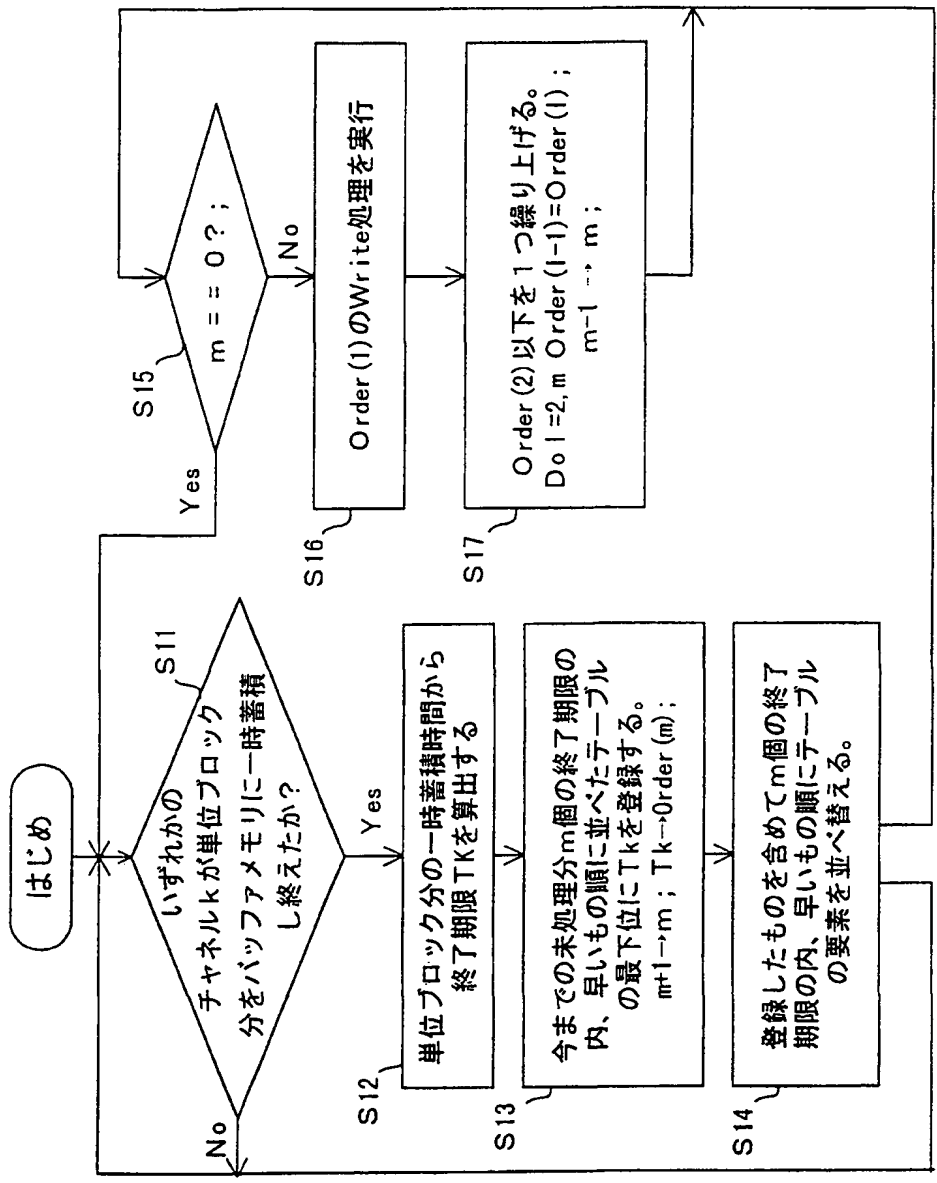 はじめ
S11
いずれかの
チャネルkが単位ブロック
分をバッファメモリに一時蓄積
し終えたか?
No
Yes
S12
単位ブロック分の一時蓄積時間から
終了期限TKを算出する
S13
今までの未処理分m個の終了期限の
内、早いもの順に並べたテーブル
の最下位にTkを登録する。
m+1→m; Tk→Order(m);
S14
登録したものを含めてm個の終了
期限の内、早いもの順にテーブル
の要素を並べ替える。
S15
m==0?;
Yes
No
S16
Order(1)のWrite処理を実行
S17
Order(2)以下を1つ繰り上げる。
Do l=2,m Order(l-1)=Order(l);
m-1→m;